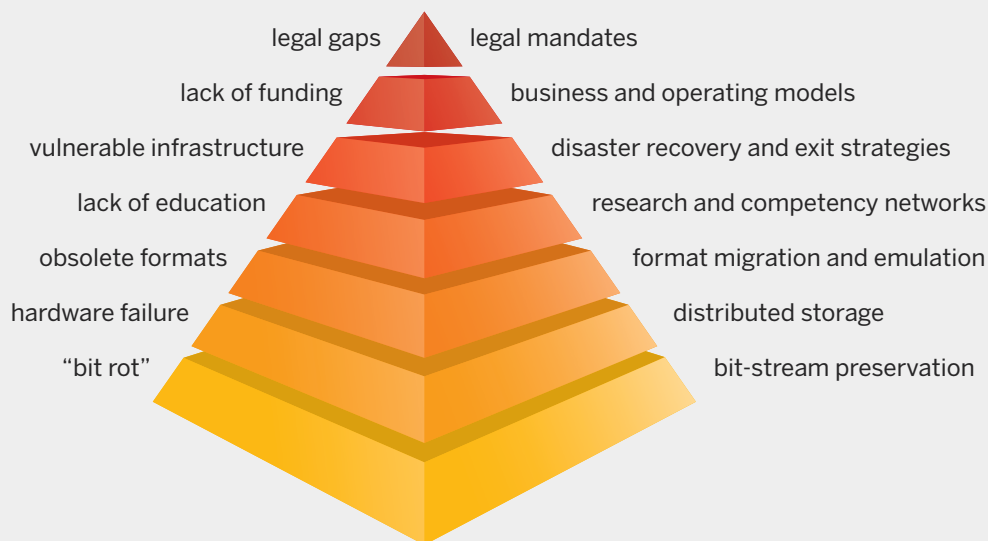 legal gaps
legal mandates
lack of funding
business and operating models
vulnerable infrastructure
disaster recovery and exit strategies
lack of education
research and competency networks
obsolete formats
format migration and emulation
hardware failure
distributed storage
“bit rot”
bit-stream preservation